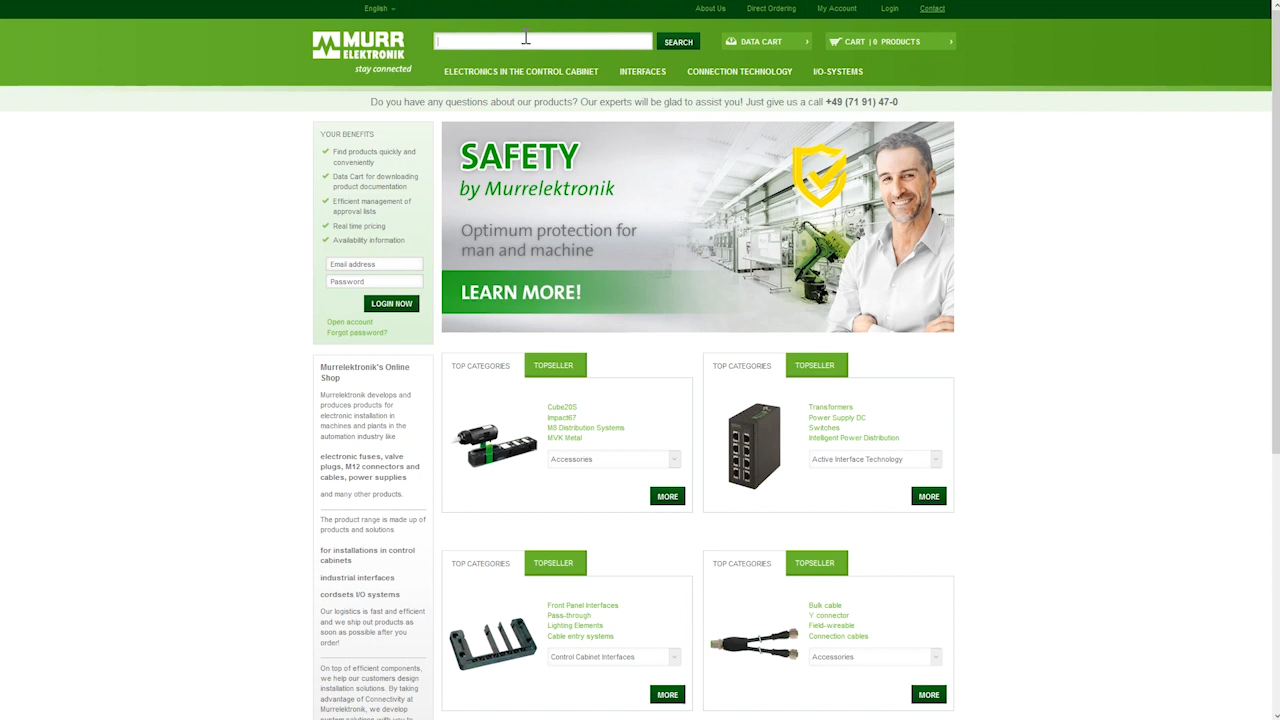 English
About Us
Direct Ordering
My Account
Login
Contact
MURR
ELEKTRONIK
stay connected
SEARCH
DATA CART
CART | 0 PRODUCTS
ELECTRONICS IN THE CONTROL CABINET
INTERFACES
CONNECTION TECHNOLOGY
I/O-SYSTEMS
Do you have any questions about our products? Our experts will be glad to assist you! Just give us a call +49 (71 91) 47-0
YOUR BENEFITS
Find products quickly and
conveniently
Data Cart for downloading
product documentation
Efficient management of
approval lists
Real time pricing
Availability information
Email address
Password
LOGIN NOW
Open account
Forgot password?
SAFETY
by Murrelektronik
Optimum protection for
man and machine
LEARN MORE!
Murrelektronik's Online
Shop
Murrelektronik develops and
produces products for
electronic installation in
machines and plants in the
automation industry like
electronic fuses, valve
plugs, M12 connectors and
cables, power supplies
and many other products.
The product range is made up of
products and solutions
for installations in control
cabinets
industrial interfaces
cordsets I/O systems
Our logistics is fast and efficient
and we ship out products as
soon as possible after you
order!
On top of efficient components,
we help our customers design
installation solutions. By taking
advantage of Connectivity at
Murrelektronik, we develop
system solutions with you to
TOP CATEGORIES
TOPSELLER
Cube20S
Impact67
M8 Distribution Systems
MVK Metal
Accessories
MORE
TOP CATEGORIES
TOPSELLER
Transformers
Power Supply DC
Switches
Intelligent Power Distribution
Active Interface Technology
MORE
TOP CATEGORIES
TOPSELLER
Front Panel Interfaces
Pass-through
Lighting Elements
Cable entry systems
Control Cabinet Interfaces
MORE
TOP CATEGORIES
TOPSELLER
Bulk cable
Y connector
Field-wireable
Connection cables
Accessories
MORE